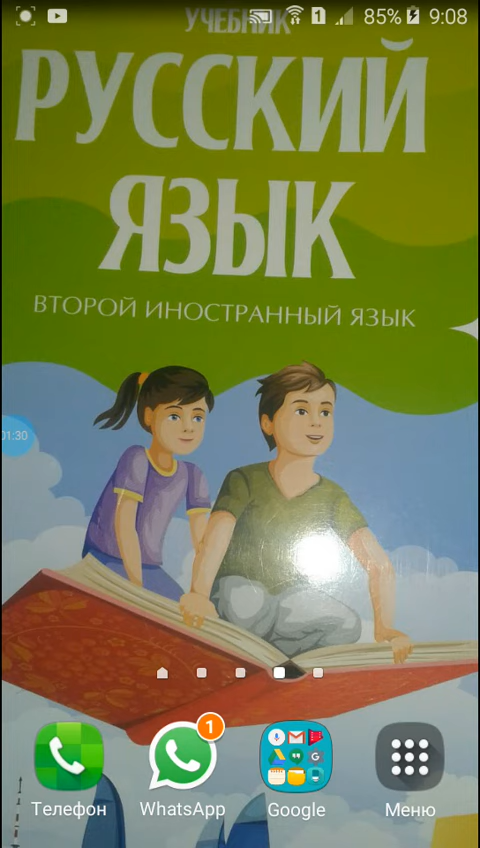 85% 9:08
УЧЕБНИК
РУССКИЙ
ЯЗЫК
ВТОРОЙ ИНОСТРАННЫЙ ЯЗЫК
01:30
1
Телефон WhatsApp Google Меню